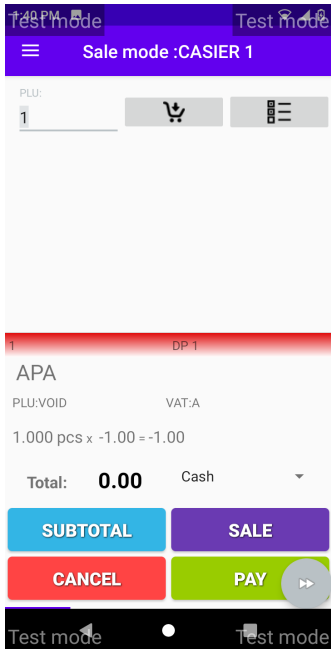 1:40 PM
Test mode Test mode
Sale mode :CASIER 1
PLU:
1
1 DP 1
APA
PLU:VOID VAT:A
1.000 pcs x -1.00 = -1.00
Total: 0.00 Cash
SUBTOTAL SALE
CANCEL PAY
Test mode Test mode